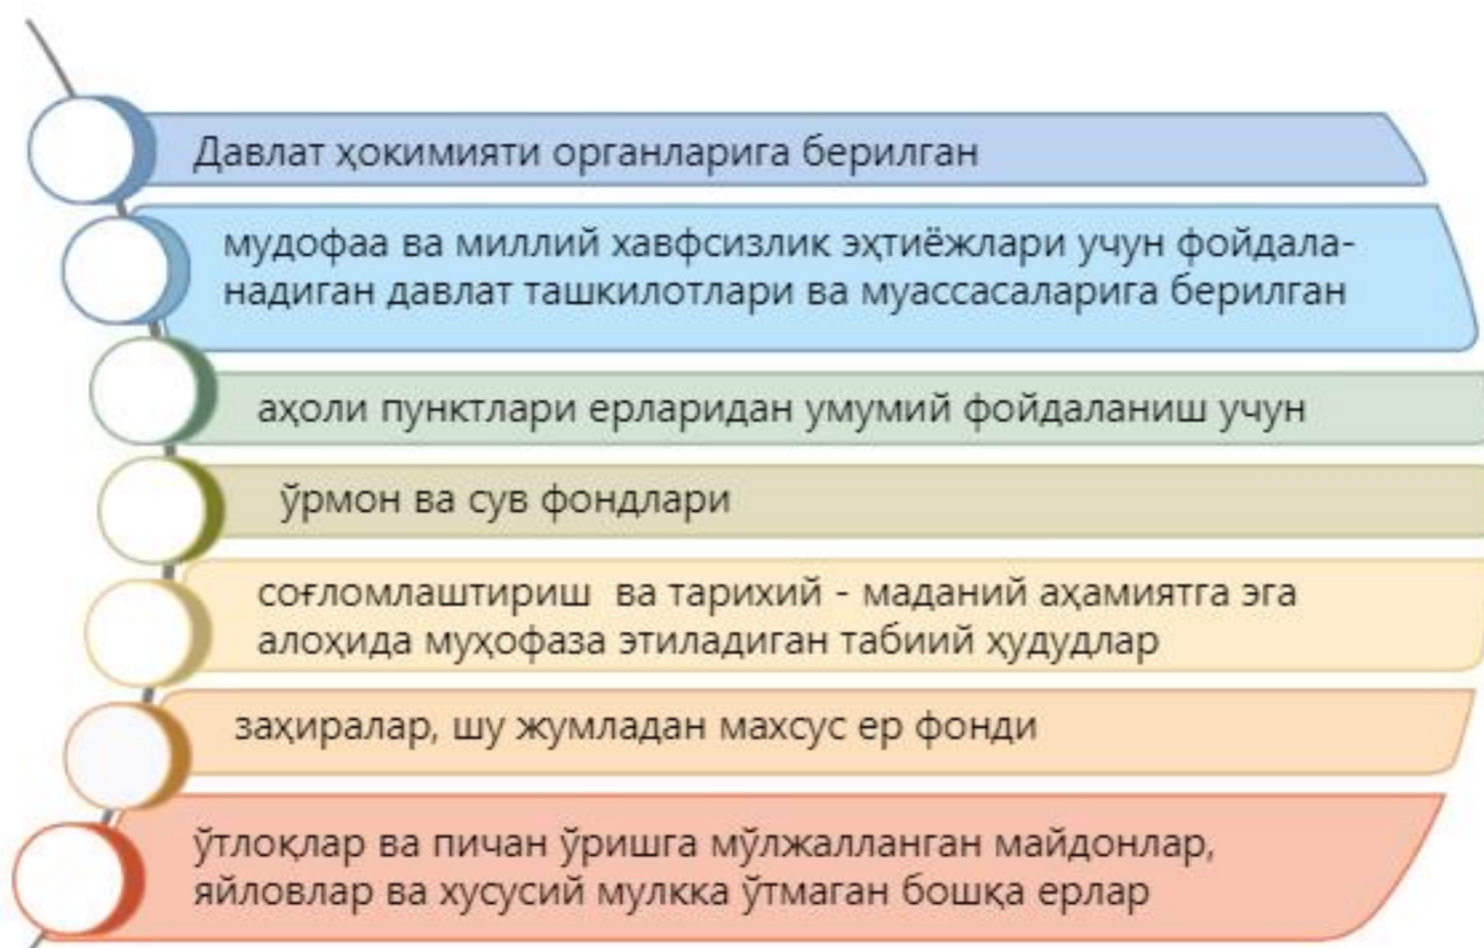 Давлат ҳокимияти органларига берилган
мудофаа ва миллий хавфсизлик эҳтиёжлари учун фойдала-
надиган давлат ташкилотлари ва муассасаларига берилган
аҳоли пунктлари ерларидан умумий фойдаланиш учун
ўрмон ва сув фондлари
соғломлаштириш ва тарихий - маданий аҳамиятга эга
алоҳида муҳофаза этиладиган табиий ҳудудлар
заҳиралар, шу жумладан махсус ер фонди
ўтлоқлар ва пичан ўришга мўлжалланган майдонлар,
яйловлар ва хусусий мулкка ўтмаган бошқа ерлар